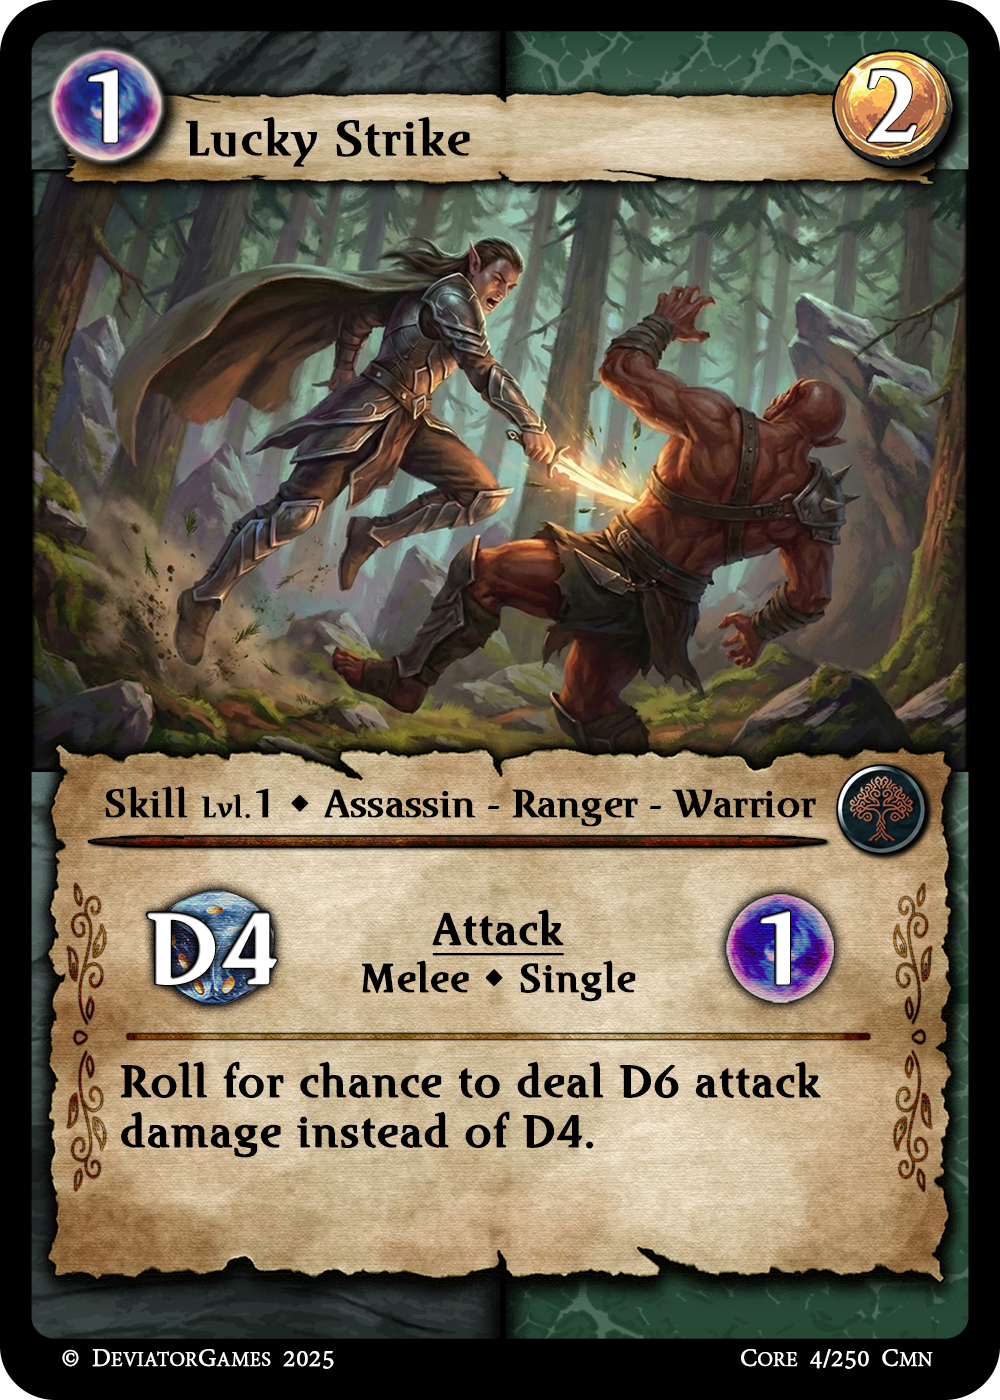 1
2
Lucky Strike
Skill Lvl.1 ◆ Assassin - Ranger - Warrior
D4
Attack
1
Melee ◆ Single
Roll for chance to deal D6 attack
damage instead of D4.
© DeviatorGames 2025
Core 4/250 Cmn